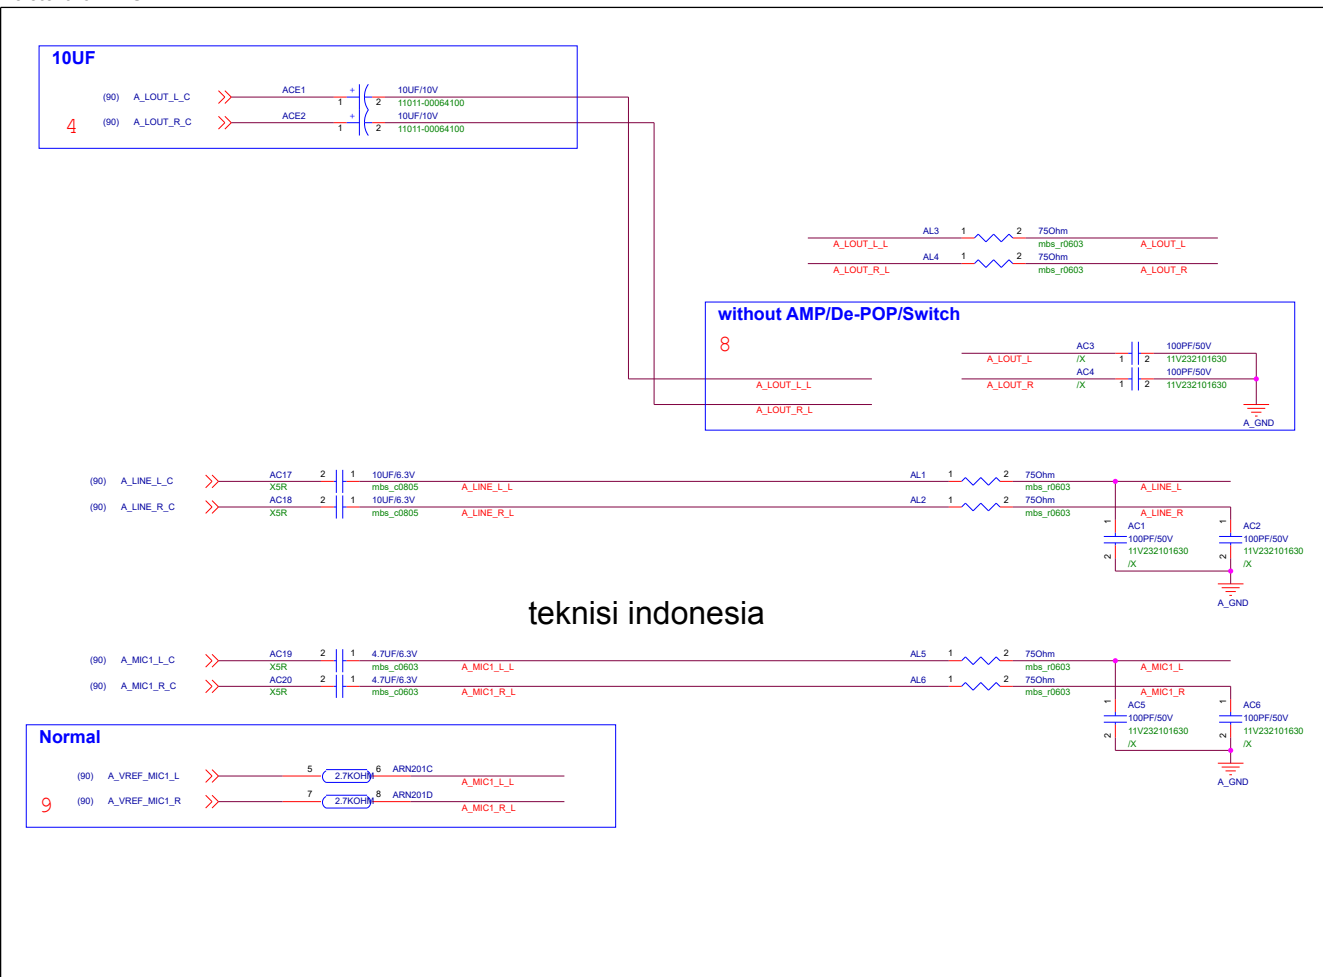 10UF
(90) A_LOUT_L_C ACE1 1 + 2 10UF/10V
11011-00064100
4 (90) A_LOUT_R_C ACE2 1 + 2 10UF/10V
11011-00064100
AL3 1 2 75Ohm
A_LOUT_L_L mbs_r0603 A_LOUT_L
AL4 1 2 75Ohm
A_LOUT_R_L mbs_r0603 A_LOUT_R
without AMP/De-POP/Switch
8
AC3 100PF/50V
A_LOUT_L /X 1 2 11V232101630
AC4 100PF/50V
A_LOUT_L_L A_LOUT_R /X 1 2 11V232101630
A_LOUT_R_L
A_GND
(90) A_LINE_L_C AC17 2 1 10UF/6.3V AL1 1 2 75Ohm
X5R mbs_c0805 A_LINE_L_L mbs_r0603 A_LINE_L
(90) A_LINE_R_C AC18 2 1 10UF/6.3V AL2 1 2 75Ohm
X5R mbs_c0805 A_LINE_R_L mbs_r0603 A_LINE_R
1 AC1 1 AC2
100PF/50V 100PF/50V
2 11V232101630 2 11V232101630
/X /X
A_GND
teknisi indonesia
(90) A_MIC1_L_C AC19 2 1 4.7UF/6.3V AL5 1 2 75Ohm
X5R mbs_c0603 A_MIC1_L_L mbs_r0603 A_MIC1_L
(90) A_MIC1_R_C AC20 2 1 4.7UF/6.3V AL6 1 2 75Ohm
X5R mbs_c0603 A_MIC1_R_L mbs_r0603 A_MIC1_R
1 AC5 1 AC6
100PF/50V 100PF/50V
2 11V232101630 2 11V232101630
/X /X
A_GND
Normal
(90) A_VREF_MIC1_L 5 2.7KOHM 6 ARN201C
A_MIC1_L_L
9 (90) A_VREF_MIC1_R 7 2.7KOHM 8 ARN201D
A_MIC1_R_L